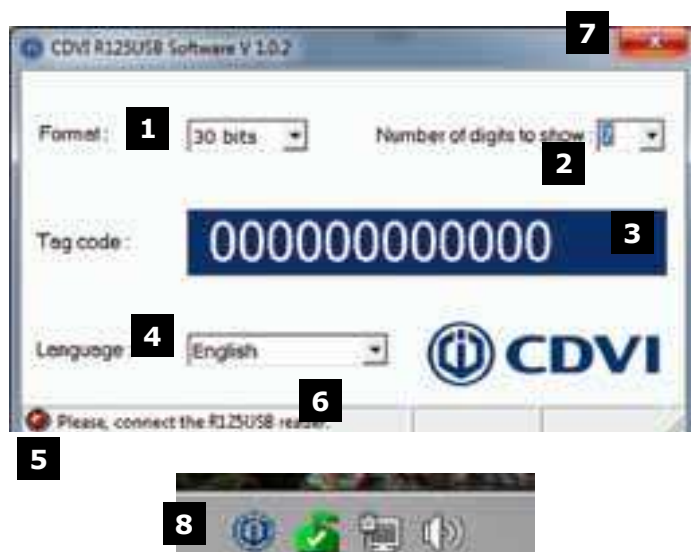 CDVI R125USB Software V 1.0.2
7
Format :
1
30 bits
Number of digits to show :
2
Tag code :
0000000000000
3
Language
4
English
CDVI
6
Please, connect the R125USB reader.
5
8